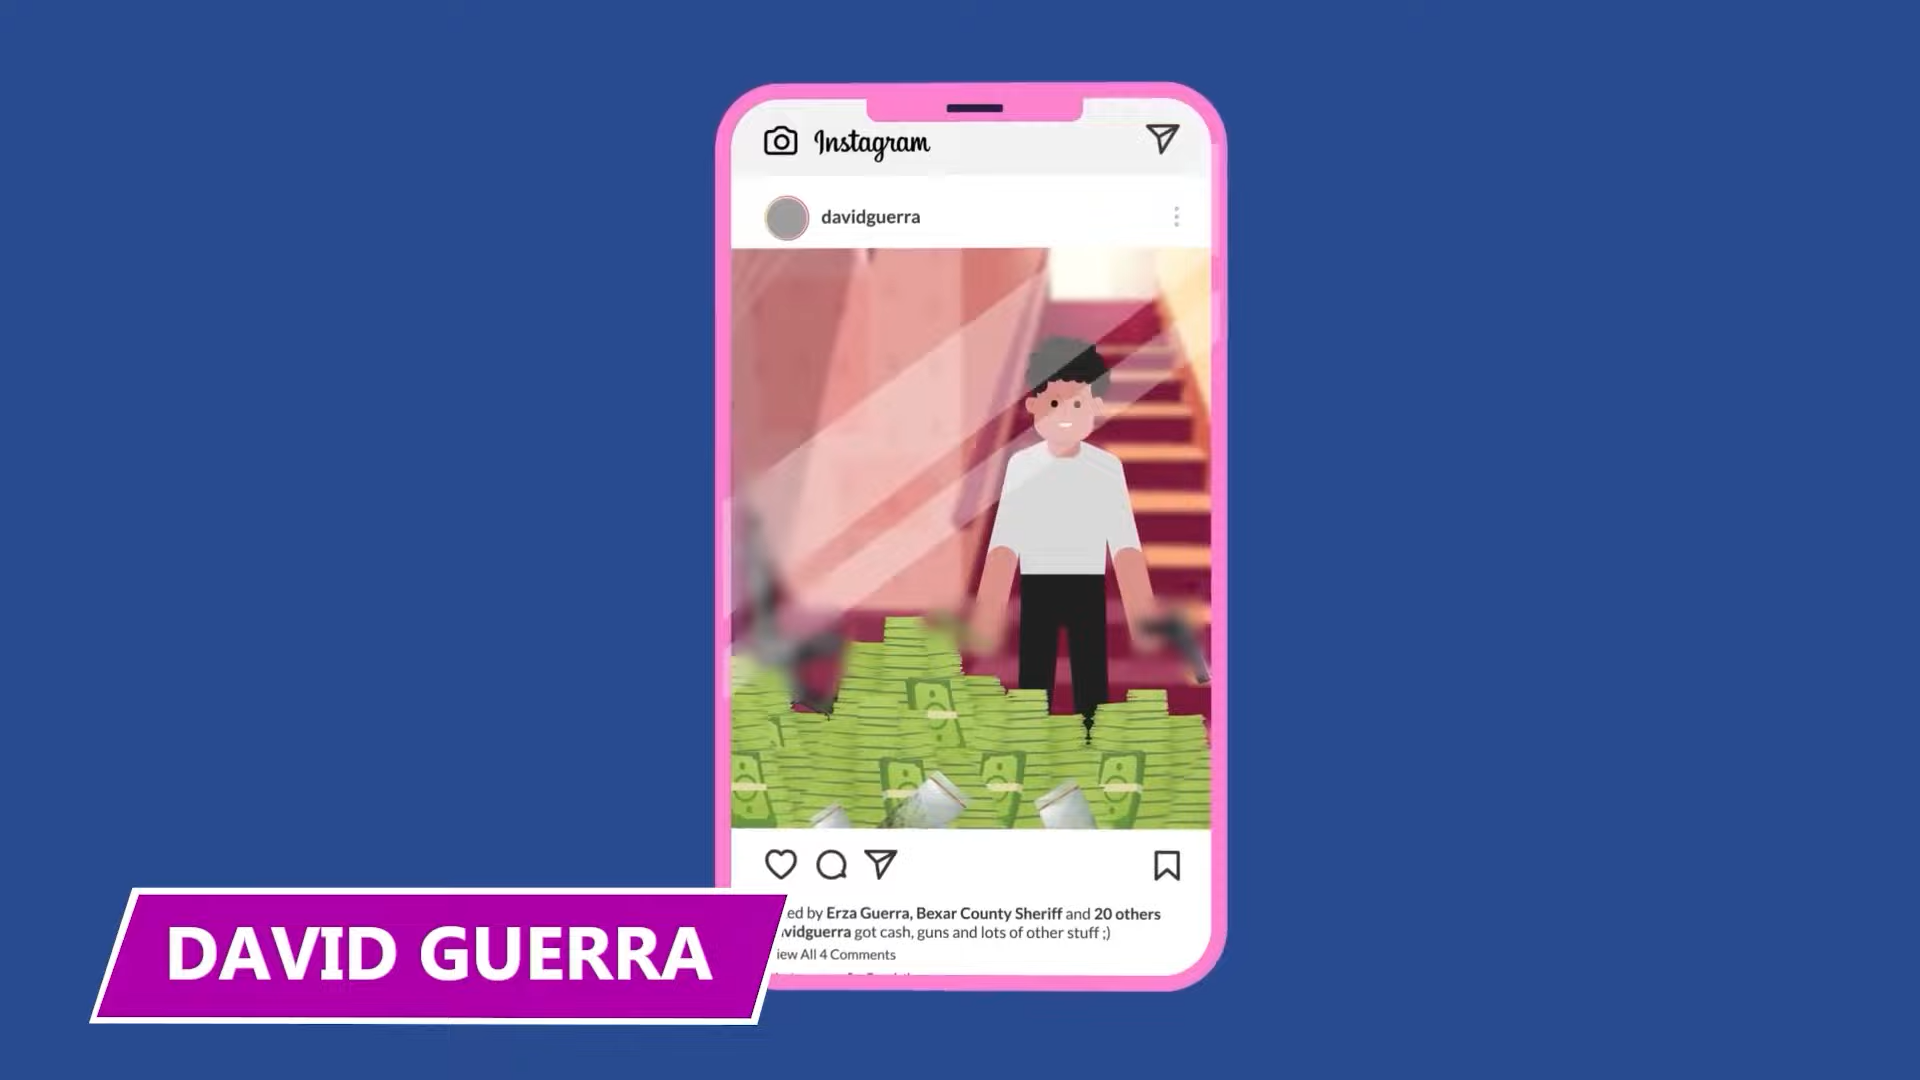 Instagram
davidguerra
ed by Erza Guerra, Bexar County Sheriff and 20 others
vidguerra got cash, guns and lots of other stuff ;)
iew All 4 Comments
DAVID GUERRA